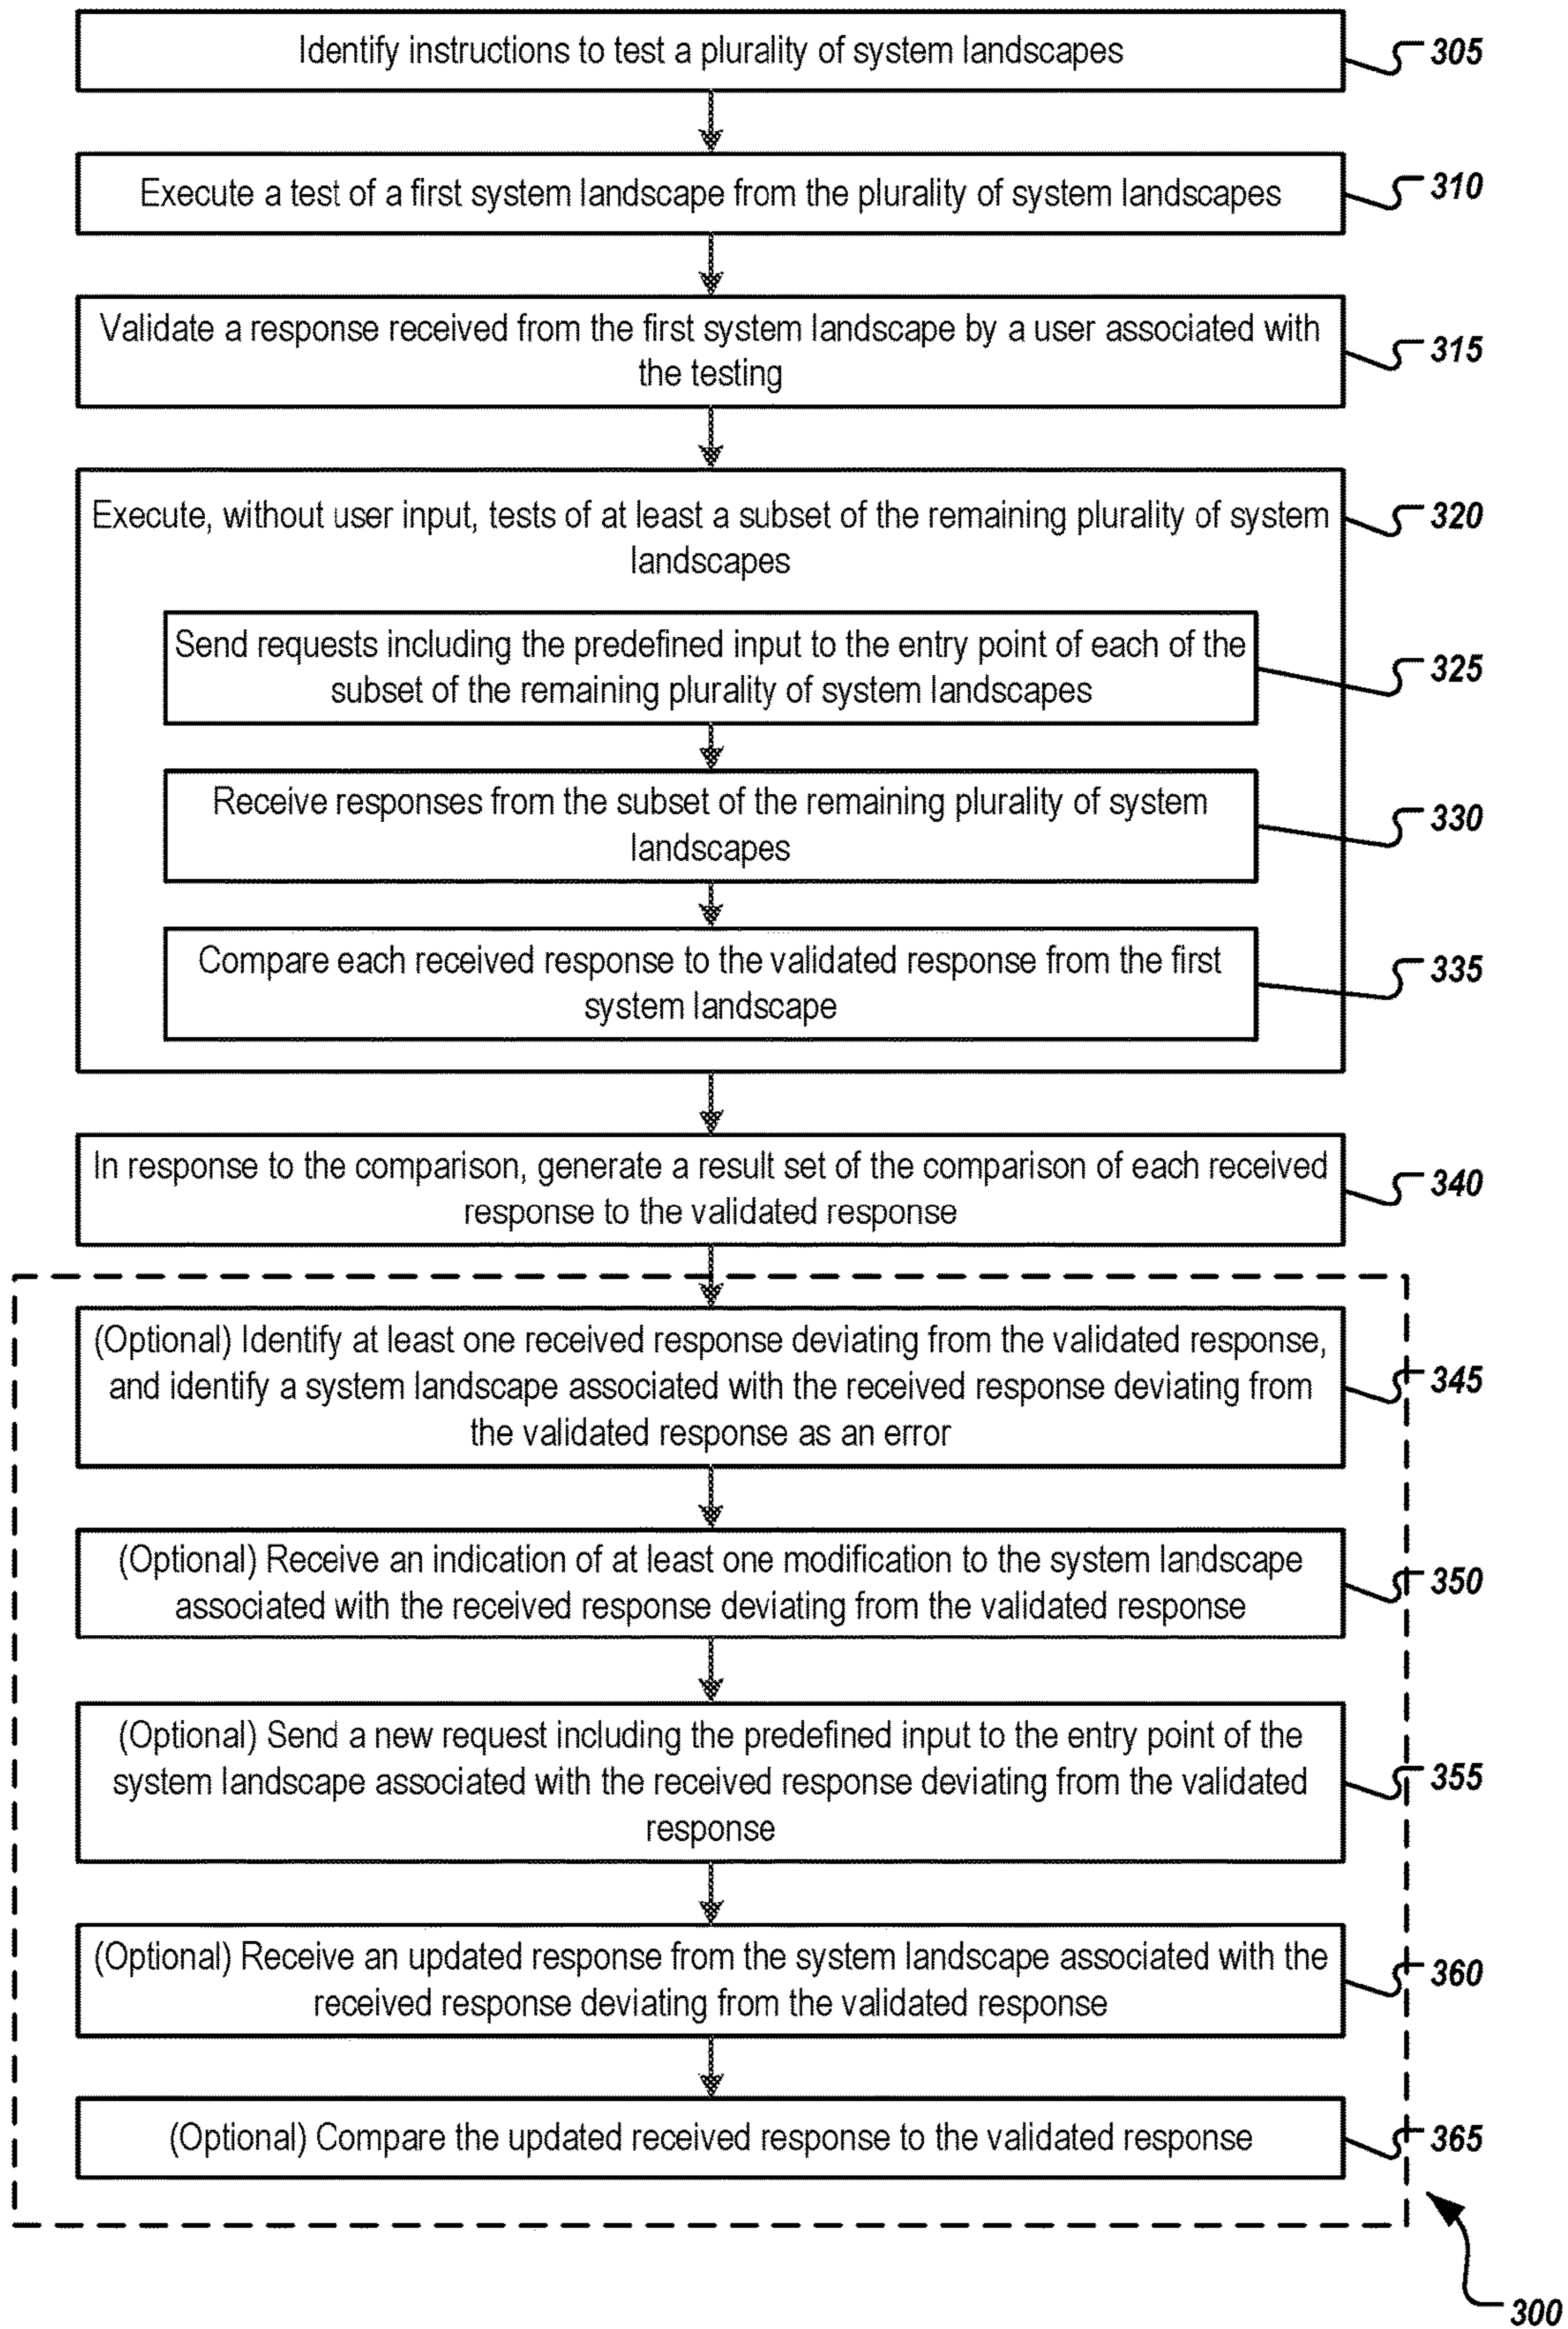 Identify instructions to test a plurality of system landscapes
305
Execute a test of a first system landscape from the plurality of system landscapes
310
Validate a response received from the first system landscape by a user associated with
the testing
315
Execute, without user input, tests of at least a subset of the remaining plurality of system
landscapes
320
Send requests including the predefined input to the entry point of each of the
subset of the remaining plurality of system landscapes
325
Receive responses from the subset of the remaining plurality of system
landscapes
330
Compare each received response to the validated response from the first
system landscape
335
In response to the comparison, generate a result set of the comparison of each received
response to the validated response
340
(Optional) Identify at least one received response deviating from the validated response,
and identify a system landscape associated with the received response deviating from
the validated response as an error
345
(Optional) Receive an indication of at least one modification to the system landscape
associated with the received response deviating from the validated response
350
(Optional) Send a new request including the predefined input to the entry point of the
system landscape associated with the received response deviating from the validated
response
355
(Optional) Receive an updated response from the system landscape associated with the
received response deviating from the validated response
360
(Optional) Compare the updated received response to the validated response
365
300